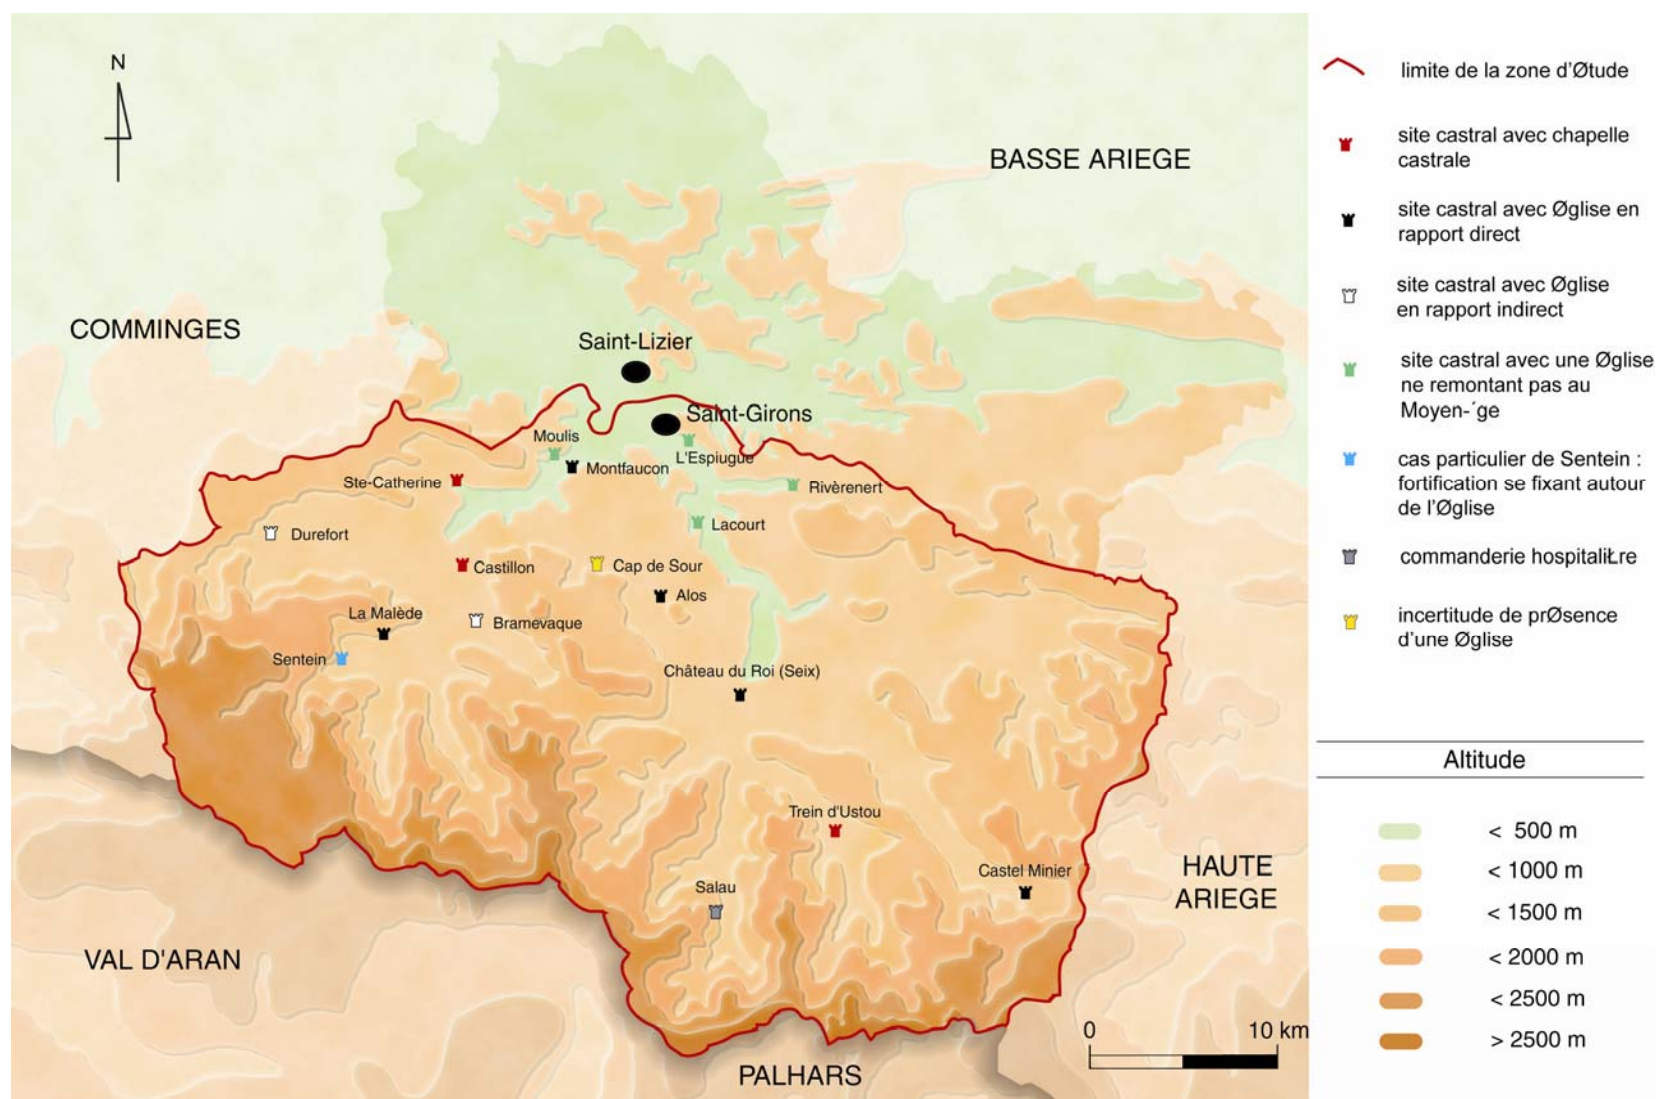 N
BASSE ARIEGE
COMMINGES
Saint-Lizier
Saint-Girons
Moulis
L'Espiugue
Montfaucon
Ste-Catherine
Rivèrenert
Lacourt
Durefort
Castillon
Cap de Sour
Alos
La Malède
Bramevaque
Sentein
Château du Roi (Seix)
Trein d'Ustou
Castel Minier
Salau
HAUTE
ARIEGE
VAL D'ARAN
PALHARS
0
10 km
limite de la zone d'Øtude
site castral avec chapelle
castrale
site castral avec Øglise en
rapport direct
site castral avec Øglise
en rapport indirect
site castral avec une Øglise
ne remontant pas au
Moyen-´ge
cas particulier de Sentein :
fortification se fixant autour
de l'Øglise
commanderie hospitaliŁre
incertitude de prØsence
d'une Øglise
Altitude
< 500 m
< 1000 m
< 1500 m
< 2000 m
< 2500 m
> 2500 m